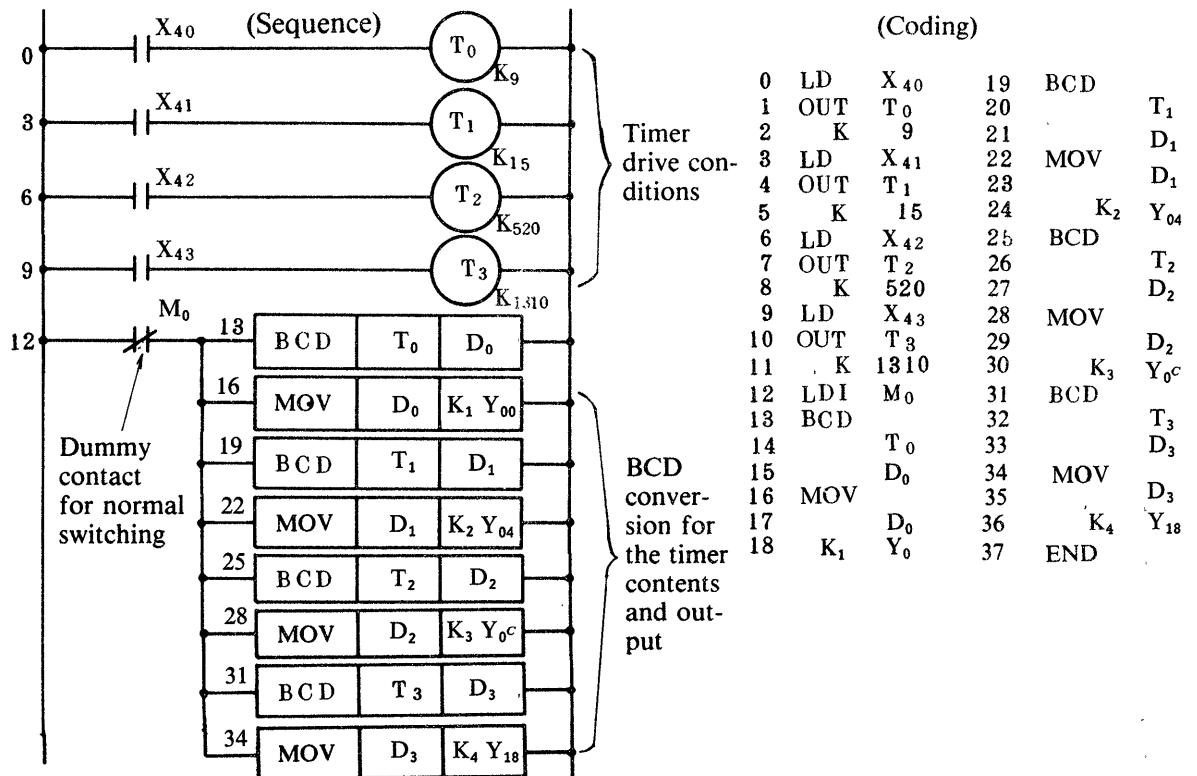 (Sequence)
0 X40 T0 K9
3 X41 T1 K15
6 X42 T2 K520
9 X43 T3 K1310
Timer
drive con-
ditions
12 M0 13 BCD T0 D0
16 MOV D0 K1 Y00
19 BCD T1 D1
22 MOV D1 K2 Y04
25 BCD T2 D2
28 MOV D2 K3 Y0C
31 BCD T3 D3
34 MOV D3 K4 Y18
Dummy
contact
for normal
switching
BCD
conver-
sion for
the timer
contents
and out-
put
(Coding)
0 LD X40
1 OUT T0
2 K 9
3 LD X41
4 OUT T1
5 K 15
6 LD X42
7 OUT T2
8 K 520
9 LD X43
10 OUT T3
11 K 1310
12 LDI M0
13 BCD
14 T0
15 D0
16 MOV
17 D0
18 K1 Y0
19 BCD
20 T1
21 D1
22 MOV
23 D1
24 K2 Y04
25 BCD
26 T2
27 D2
28 MOV
29 D2
30 K3 Y0C
31 BCD
32 T3
33 D3
34 MOV
35 D3
36 K4 Y18
37 END